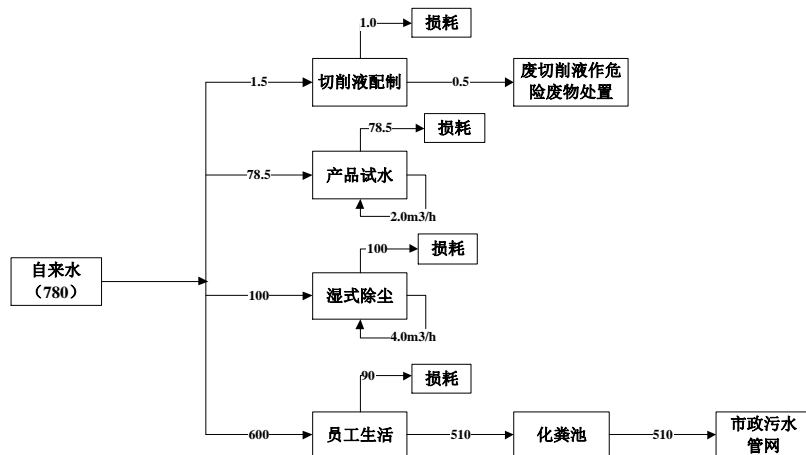 1.0
损耗
1.5
切削液配制
0.5
废切削液作危
险废物处置
78.5
损耗
78.5
产品试水
2.0m3/h
自来水
（780）
100
损耗
100
湿式除尘
4.0m3/h
90
损耗
600
员工生活
510
化粪池
510
市政污水
管网